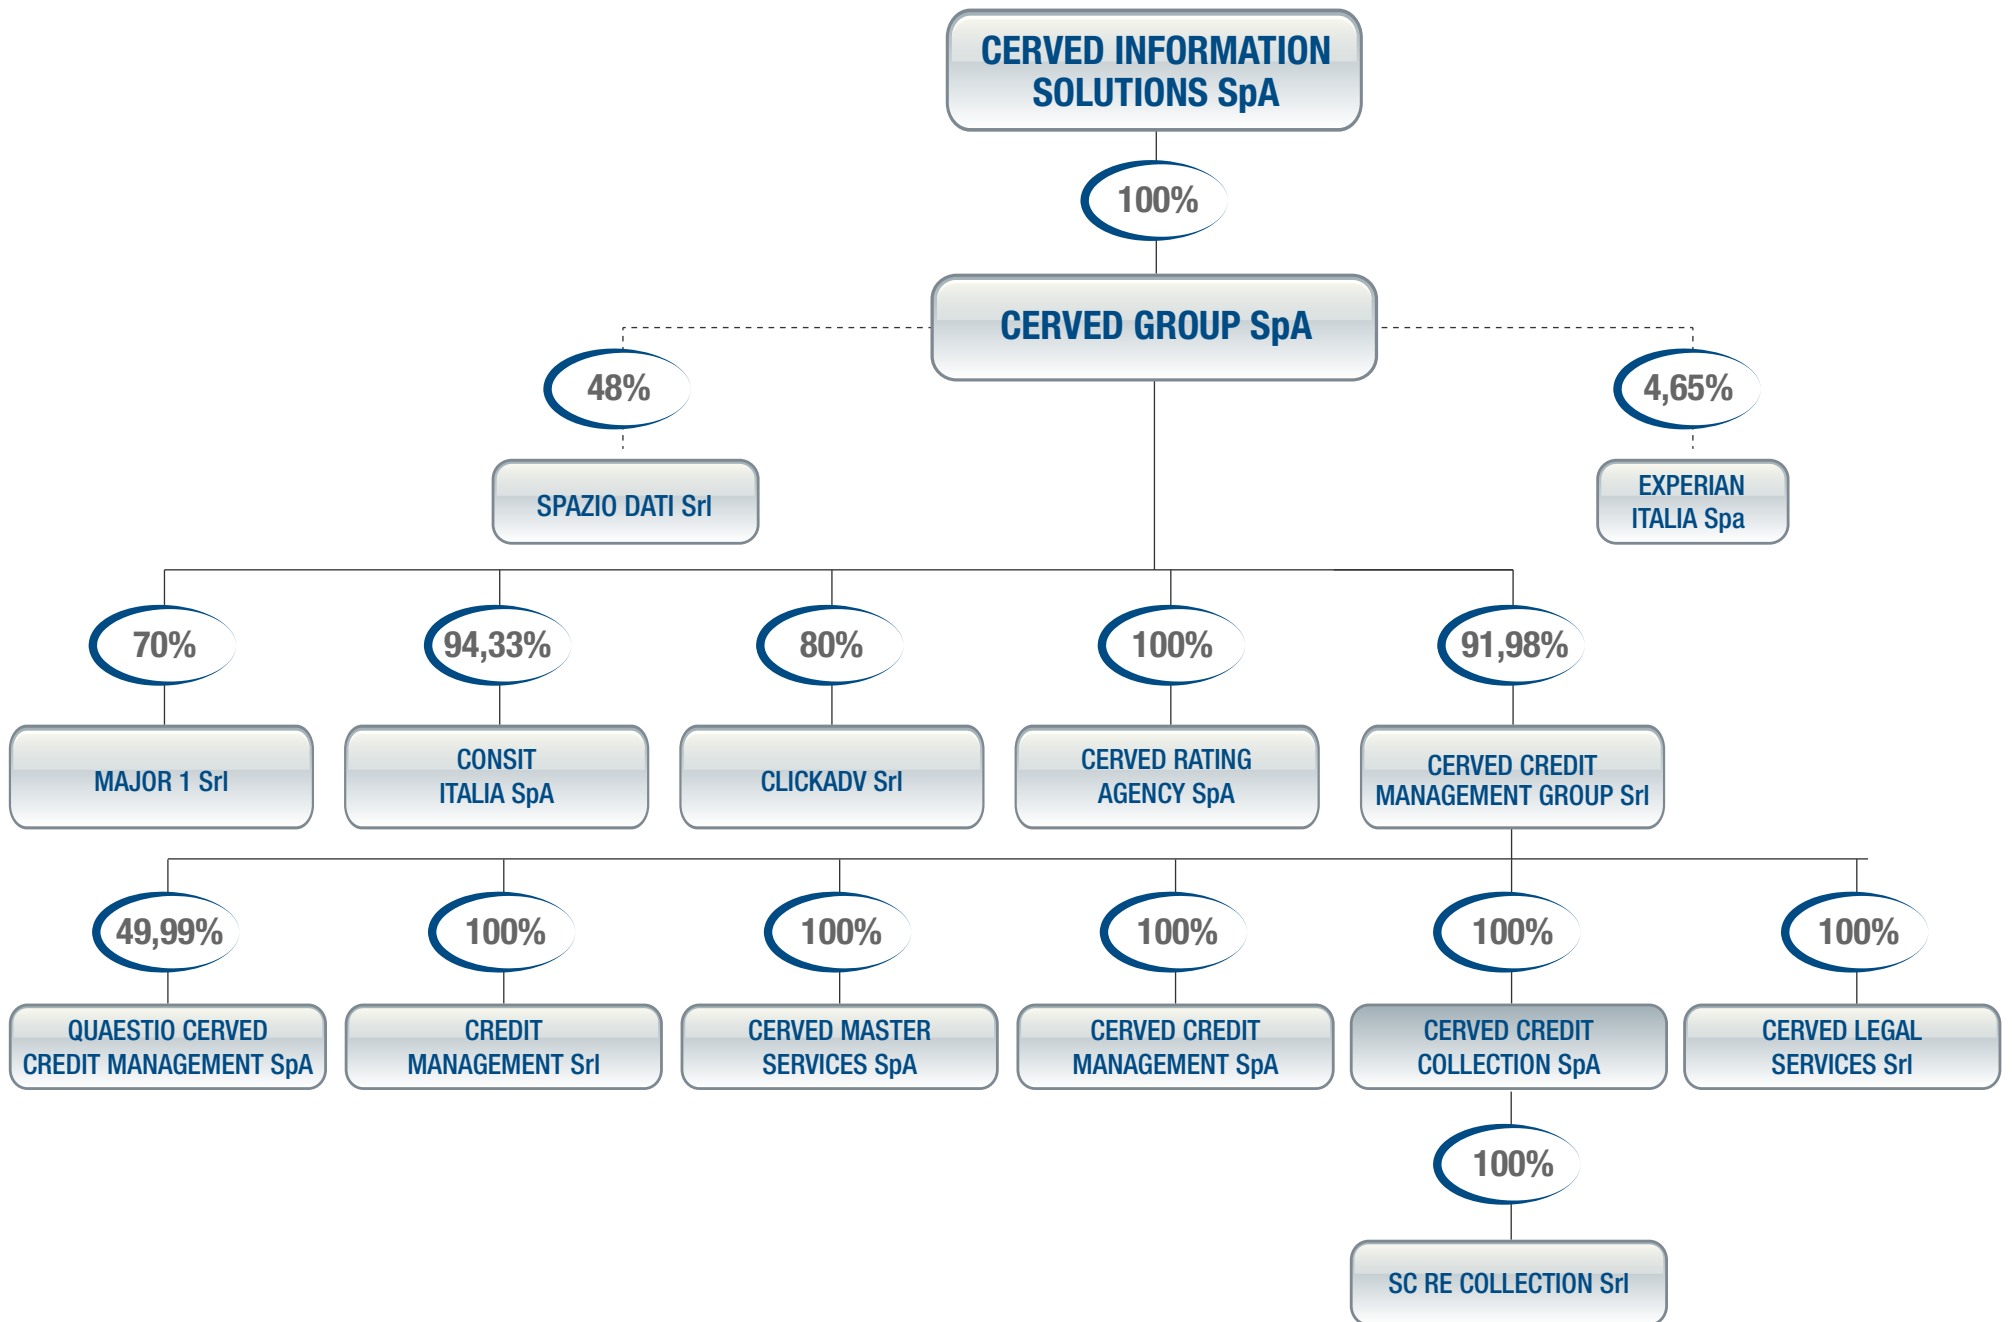 CERVED INFORMATION
SOLUTIONS SpA
100%
CERVED GROUP SpA
48%
4,65%
SPAZIO DATI Srl
EXPERIAN
ITALIA Spa
70%
94,33%
80%
100%
91,98%
MAJOR 1 Srl
CONSIT
ITALIA SpA
CLICKADV Srl
CERVED RATING
AGENCY SpA
CERVED CREDIT
MANAGEMENT GROUP Srl
49,99%
100%
100%
100%
100%
100%
QUAESTIO CERVED
CREDIT MANAGEMENT SpA
CREDIT
MANAGEMENT Srl
CERVED MASTER
SERVICES SpA
CERVED CREDIT
MANAGEMENT SpA
CERVED CREDIT
COLLECTION SpA
CERVED LEGAL
SERVICES Srl
100%
SC RE COLLECTION Srl